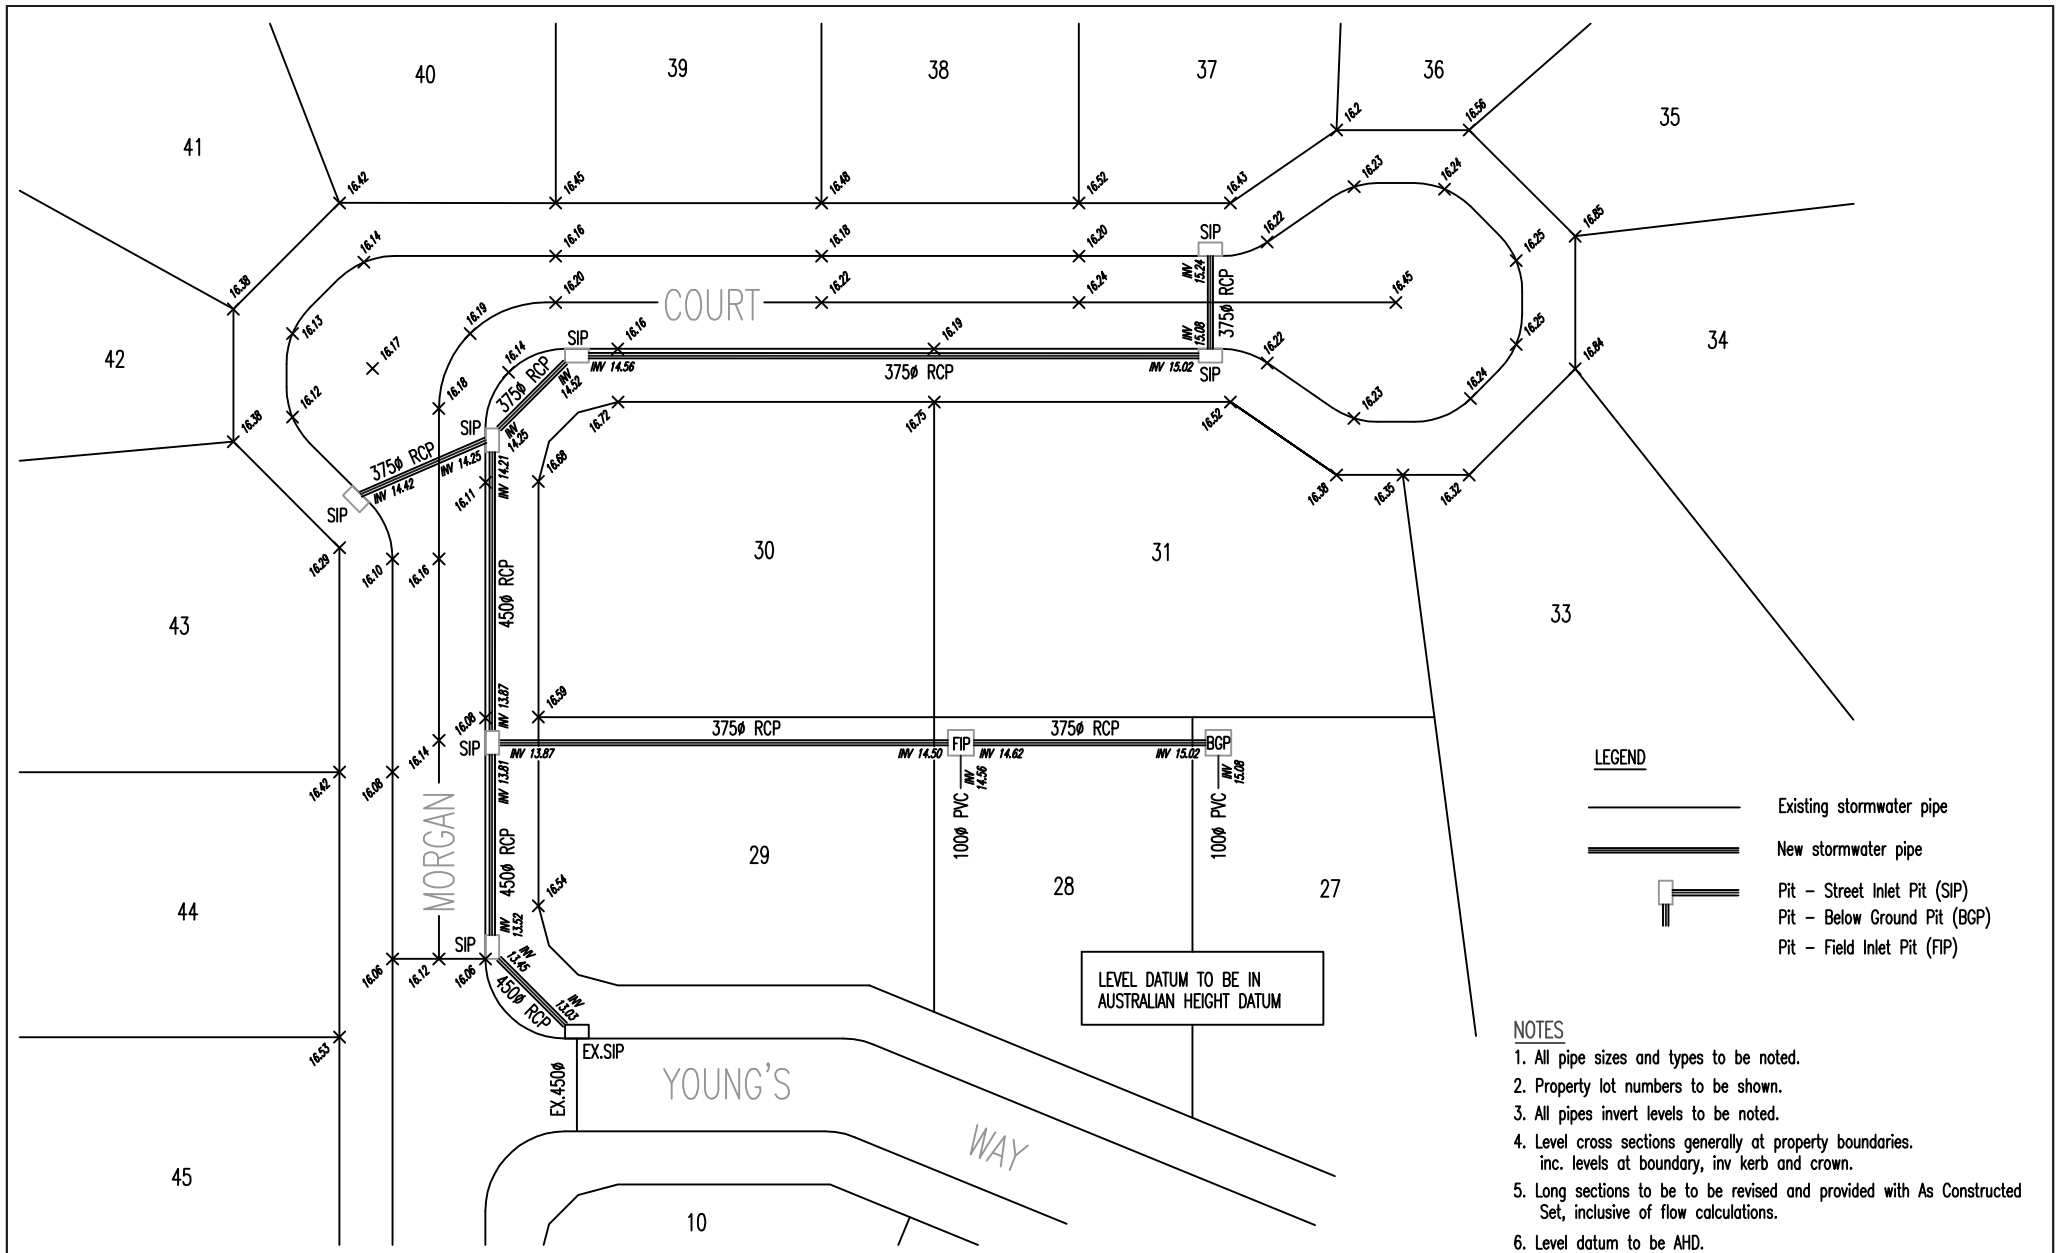 40
39
38
37
36
35
41
16.2
16.56
16.42
16.45
16.48
16.52
16.43
16.23
16.24
16.22
16.85
16.14
16.16
16.18
16.20
SIP
16.25
INV 15.24
375Ø RCP
INV 15.08
16.38
16.13
16.17
16.19
16.20
COURT
16.22
16.24
16.45
42
SIP
16.16
16.19
16.14
INV 14.56
375Ø RCP
INV 15.02
SIP
16.22
16.25
34
16.84
16.12
16.18
375Ø RCP
INV 14.52
INV 14.25
16.72
16.75
16.52
16.23
16.24
16.38
SIP
375Ø RCP
INV 14.25
INV 14.42
INV 14.21
16.68
16.11
16.38
16.35
16.32
SIP
16.29
16.10
16.16
450Ø RCP
30
31
33
43
16.59
INV 13.87
16.08
375Ø RCP
375Ø RCP
SIP
INV 13.87
INV 14.50
FIP
INV 14.62
INV 15.02
BGP
16.14
INV 13.81
INV 14.56
INV 15.08
16.42
16.08
100Ø PVC
100Ø PVC
MORGAN
450Ø RCP
29
28
27
44
16.54
INV 13.52
SIP
INV 13.45
16.06
16.12
16.06
450Ø RCP
INV 13.03
LEVEL DATUM TO BE IN
AUSTRALIAN HEIGHT DATUM
16.53
EX.SIP
EX.450Ø
YOUNG'S
WAY
45
10
LEGEND
Existing stormwater pipe
New stormwater pipe
Pit – Street Inlet Pit (SIP)
Pit – Below Ground Pit (BGP)
Pit – Field Inlet Pit (FIP)
NOTES
1. All pipe sizes and types to be noted.
2. Property lot numbers to be shown.
3. All pipes invert levels to be noted.
4. Level cross sections generally at property boundaries.
inc. levels at boundary, inv kerb and crown.
5. Long sections to be to be revised and provided with As Constructed
Set, inclusive of flow calculations.
6. Level datum to be AHD.